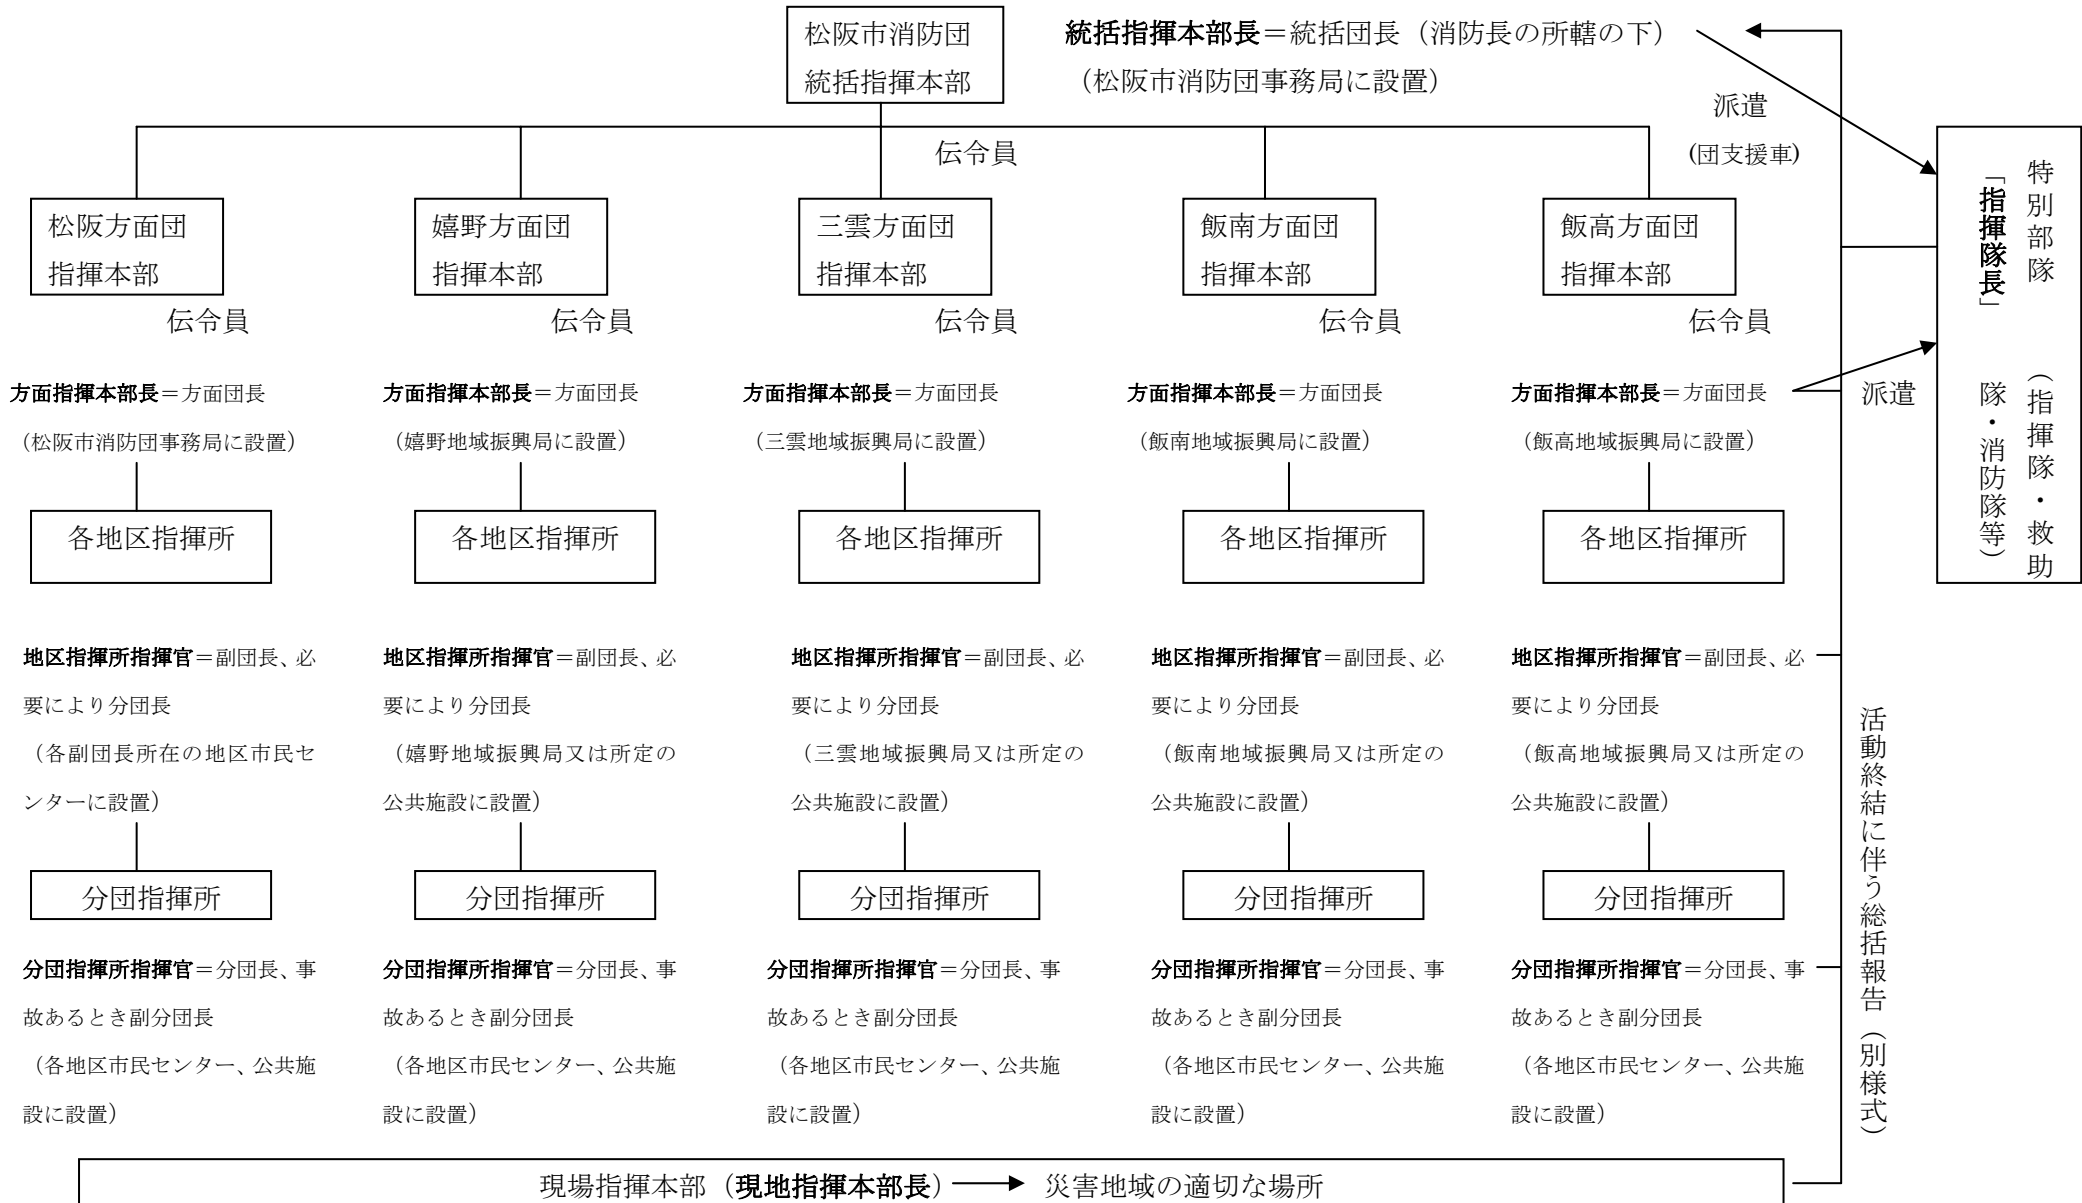 松阪市消防団
統括指揮本部
統括指揮本部長＝統括団長（消防長の所轄の下）
（松阪市消防団事務局に設置）
派遣
(団支援車)
伝令員
松阪方面団
指揮本部
嬉野方面団
指揮本部
三雲方面団
指揮本部
飯南方面団
指揮本部
飯高方面団
指揮本部
伝令員
伝令員
伝令員
伝令員
伝令員
特別部隊　（指揮隊・救助
「指揮隊長」　隊・消防隊等）
派遣
方面指揮本部長＝方面団長
（松阪市消防団事務局に設置）
方面指揮本部長＝方面団長
（嬉野地域振興局に設置）
方面指揮本部長＝方面団長
（三雲地域振興局に設置）
方面指揮本部長＝方面団長
（飯南地域振興局に設置）
方面指揮本部長＝方面団長
（飯高地域振興局に設置）
各地区指揮所
各地区指揮所
各地区指揮所
各地区指揮所
各地区指揮所
地区指揮所指揮官＝副団長、必
要により分団長
（各副団長所在の地区市民セ
ンターに設置）
地区指揮所指揮官＝副団長、必
要により分団長
（嬉野地域振興局又は所定の
公共施設に設置）
地区指揮所指揮官＝副団長、必
要により分団長
（三雲地域振興局又は所定の
公共施設に設置）
地区指揮所指揮官＝副団長、必
要により分団長
（飯南地域振興局又は所定の
公共施設に設置）
地区指揮所指揮官＝副団長、必
要により分団長
（飯高地域振興局又は所定の
公共施設に設置）
分団指揮所
分団指揮所
分団指揮所
分団指揮所
分団指揮所
分団指揮所指揮官＝分団長、事
故あるとき副分団長
（各地区市民センター、公共施
設に設置）
分団指揮所指揮官＝分団長、事
故あるとき副分団長
（各地区市民センター、公共施
設に設置）
分団指揮所指揮官＝分団長、事
故あるとき副分団長
（各地区市民センター、公共施
設に設置）
分団指揮所指揮官＝分団長、事
故あるとき副分団長
（各地区市民センター、公共施
設に設置）
分団指揮所指揮官＝分団長、事
故あるとき副分団長
（各地区市民センター、公共施
設に設置）
活動終結に伴う総括報告（別様式）
現場指揮本部（現地指揮本部長）　災害地域の適切な場所